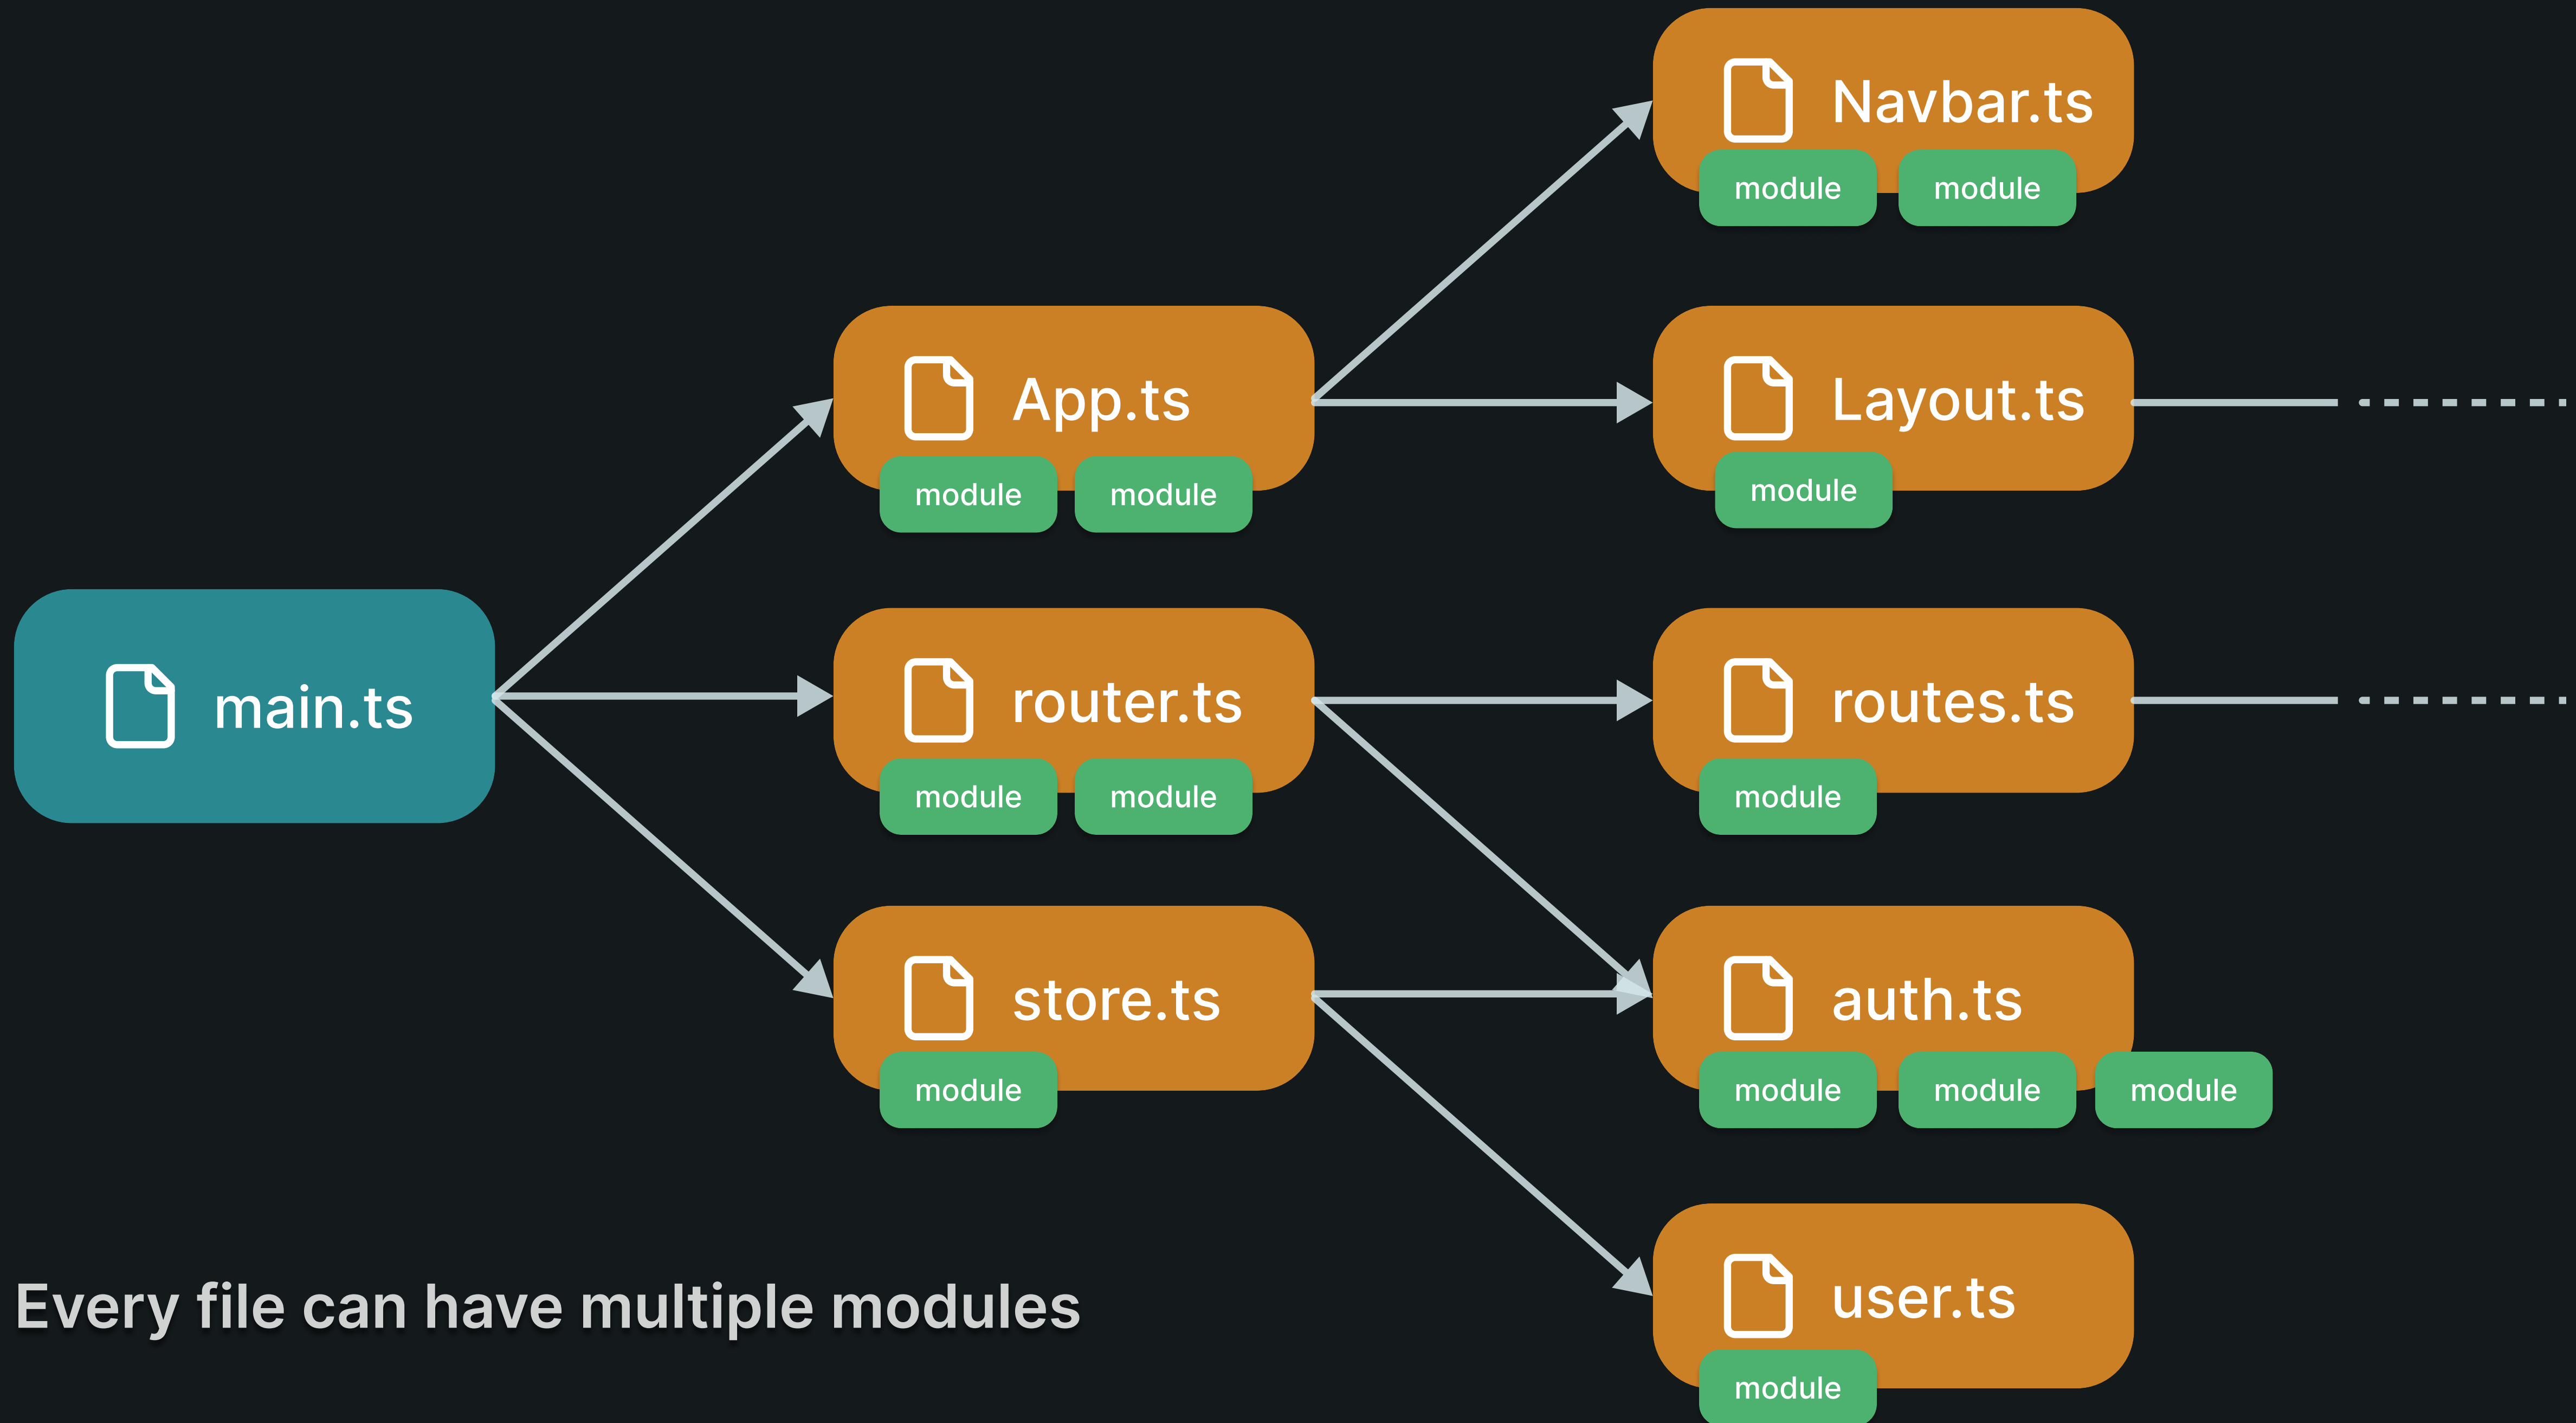 Navbar.ts
module module
App.ts
module module
Layout.ts
module
main.ts
router.ts
module module
routes.ts
module
store.ts
module
auth.ts
module module module
user.ts
module
Every file can have multiple modules